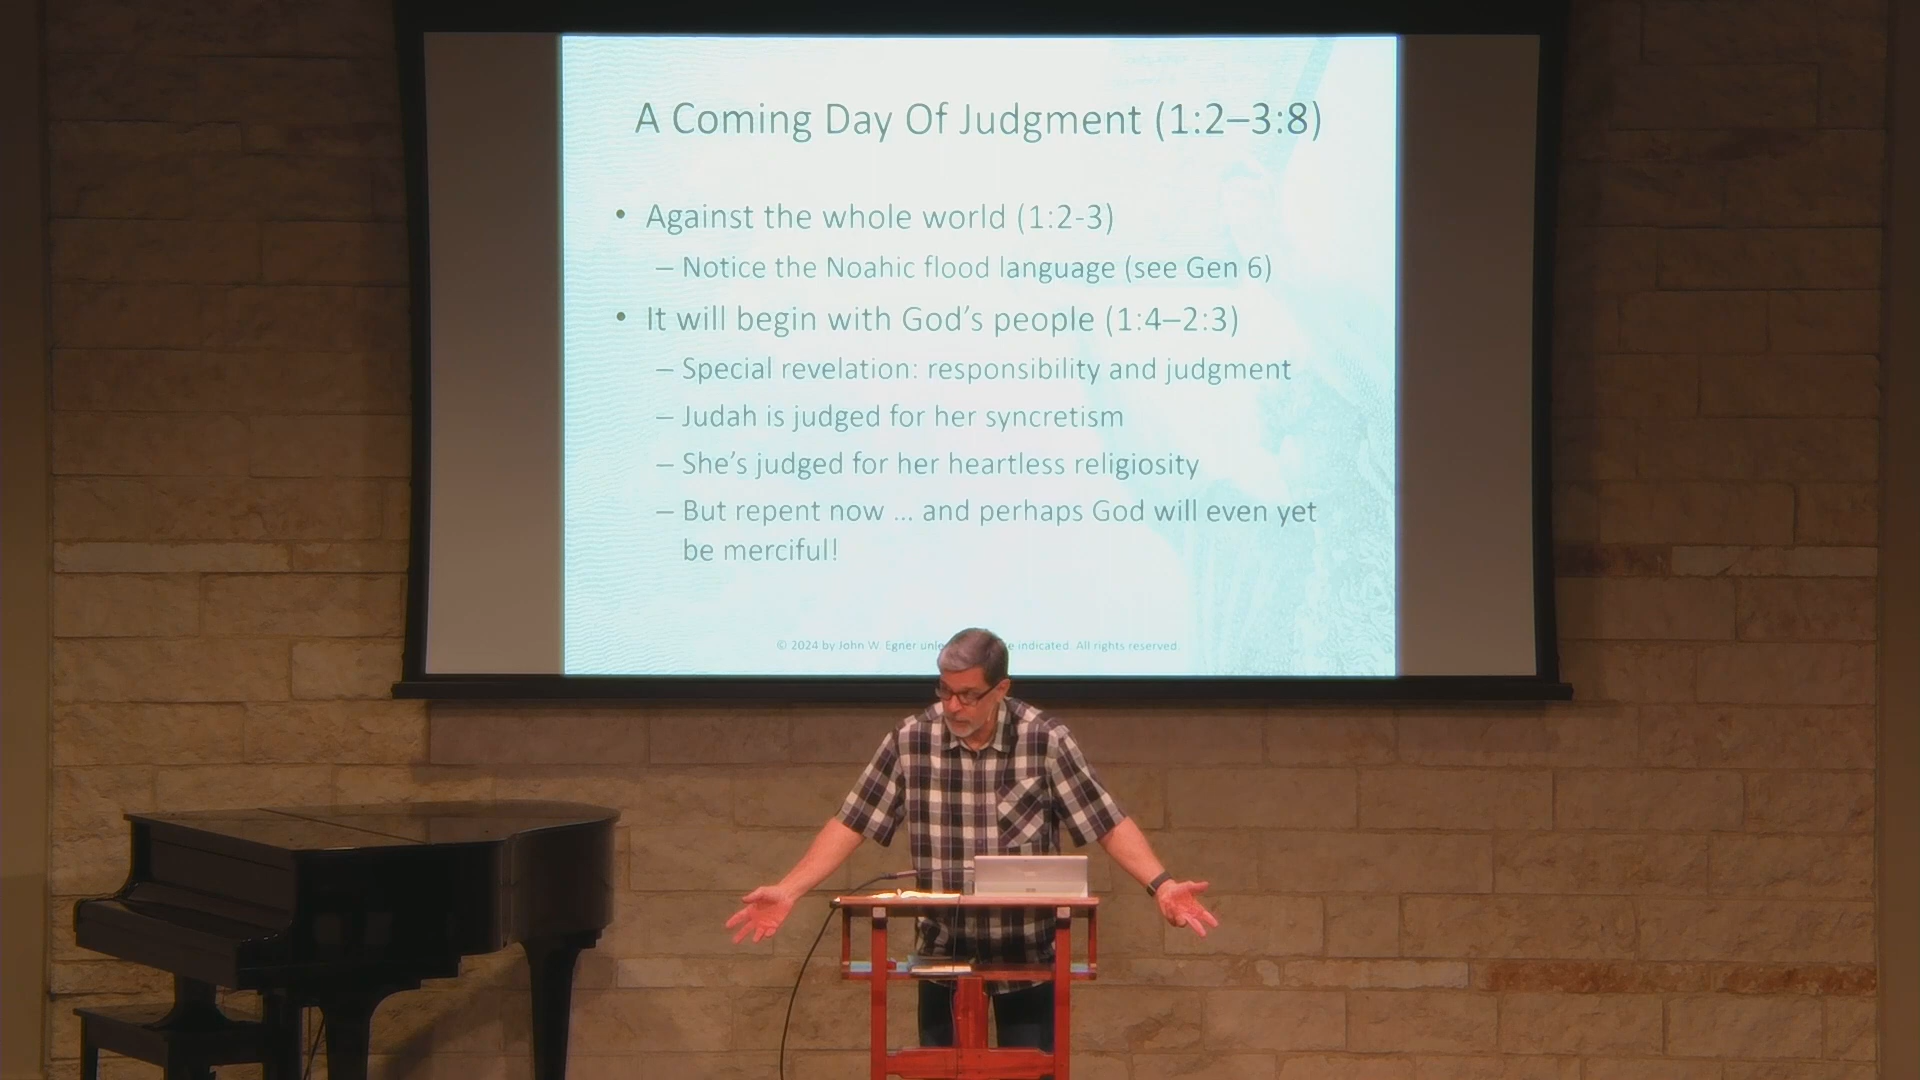 A Coming Day Of Judgment (1:2–3:8)
• Against the whole world (1:2-3)
– Notice the Noahic flood language (see Gen 6)
• It will begin with God's people (1:4–2:3)
– Special revelation: responsibility and judgment
– Judah is judged for her syncretism
– She's judged for her heartless religiosity
– But repent now ... and perhaps God will even yet
be merciful!
© 2024 by John W. Egner indicated. All rights reserved.